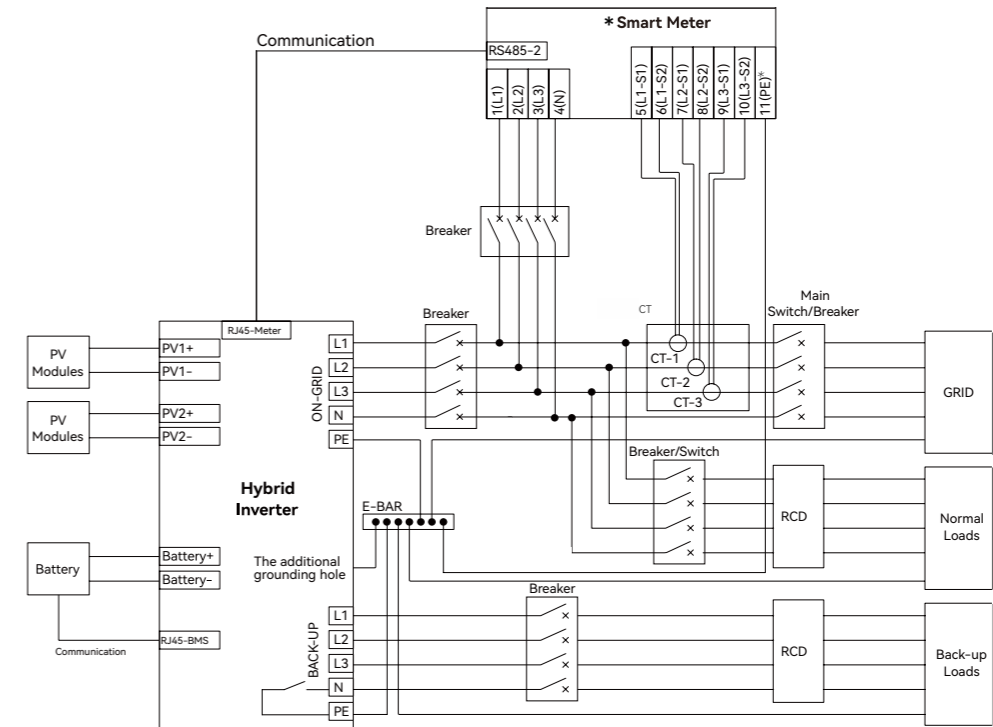 * Smart Meter
Communication
RS485-2
1(L1)
2(L2)
3(L3)
4(N)
5(L1-S1)
6(L1-S2)
7(L2-S1)
8(L2-S2)
9(L3-S1)
10(L3-S2)
11(PE)*
Breaker
Breaker
CT
Main
Switch/Breaker
RJ45-Meter
PV
Modules
PV1+
PV1-
PV
Modules
PV2+
PV2-
ON-GRID
L1
L2
L3
N
PE
CT-1
CT-2
CT-3
GRID
Breaker/Switch
Hybrid
Inverter
E-BAR
RCD
Normal
Loads
The additional
grounding hole
Battery
Battery+
Battery-
RJ45-BMS
Communication
Breaker
BACK-UP
L1
L2
L3
N
PE
RCD
Back-up
Loads